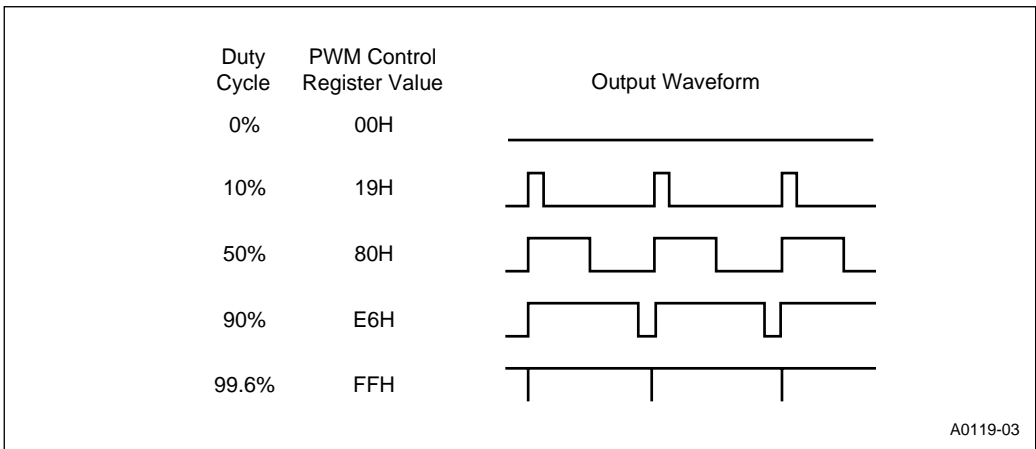 Duty Cycle PWM Control Register Value Output Waveform
0% 00H
10% 19H
50% 80H
90% E6H
99.6% FFH
A0119-03